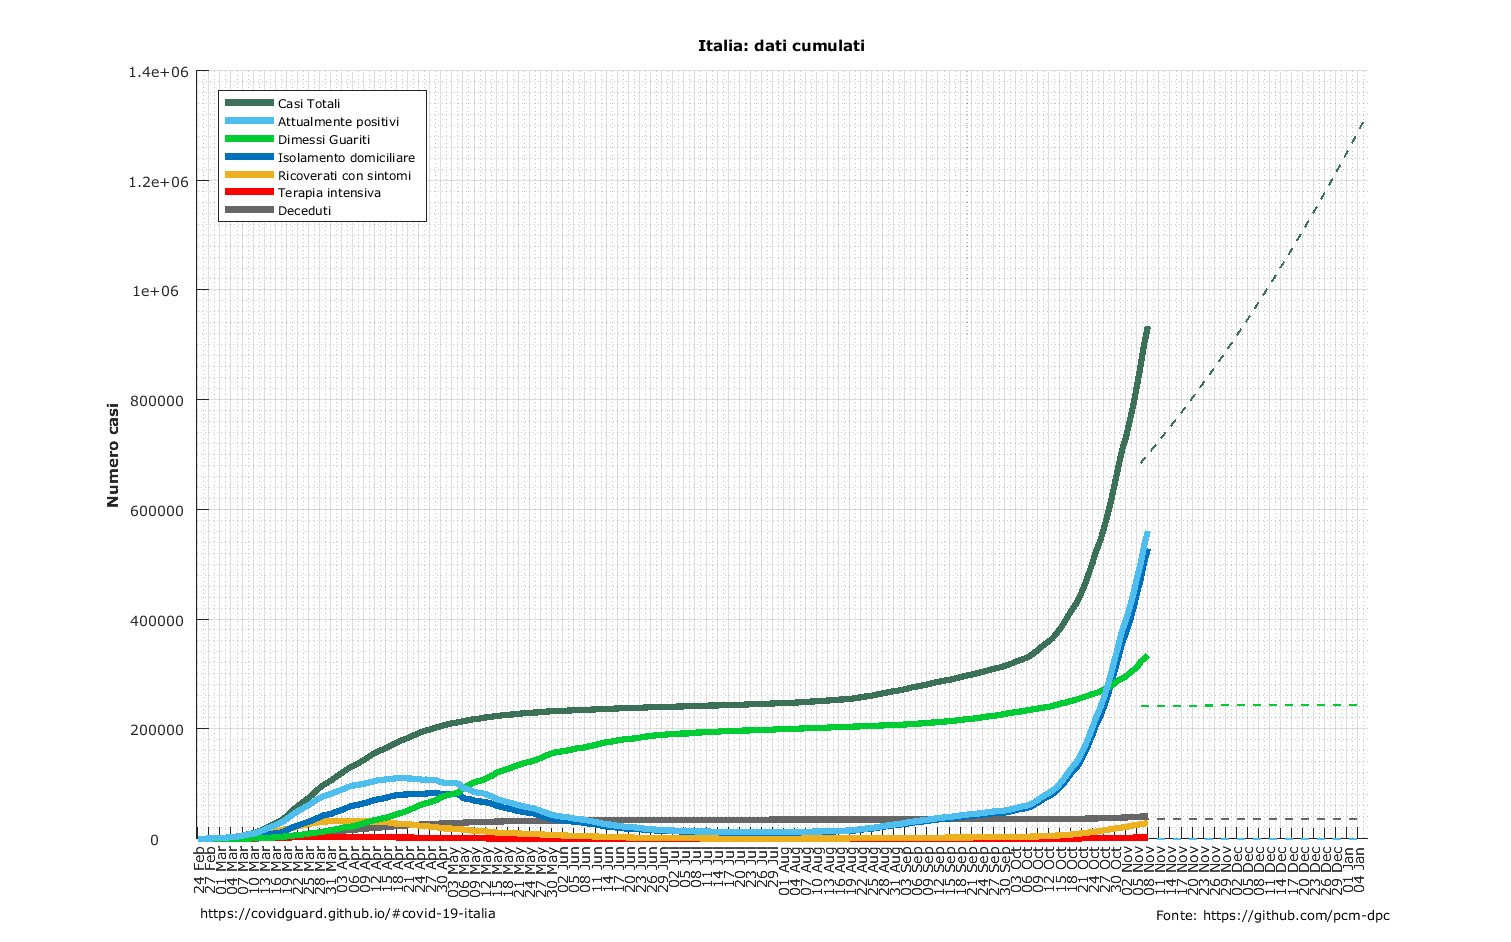 Italia: dati cumulati
1.4e+06
1.2e+06
1e+06
800000
600000
400000
200000
0
Numero casi
Casi Totali
Attualmente positivi
Dimessi Guariti
Isolamento domiciliare
Ricoverati con sintomi
Terapia intensiva
Deceduti
24 Feb
27 Feb
01 Mar
04 Mar
07 Mar
10 Mar
13 Mar
16 Mar
19 Mar
22 Mar
25 Mar
28 Mar
31 Mar
03 Apr
06 Apr
09 Apr
12 Apr
15 Apr
18 Apr
21 Apr
24 Apr
27 Apr
30 Apr
03 May
06 May
09 May
12 May
15 May
18 May
21 May
24 May
27 May
30 May
02 Jun
05 Jun
08 Jun
11 Jun
14 Jun
17 Jun
20 Jun
23 Jun
26 Jun
29 Jun
02 Jul
05 Jul
08 Jul
11 Jul
14 Jul
17 Jul
20 Jul
23 Jul
26 Jul
29 Jul
01 Aug
04 Aug
07 Aug
10 Aug
13 Aug
16 Aug
19 Aug
22 Aug
25 Aug
28 Aug
31 Aug
03 Sep
06 Sep
09 Sep
12 Sep
15 Sep
18 Sep
21 Sep
24 Sep
27 Sep
30 Sep
03 Oct
06 Oct
09 Oct
12 Oct
15 Oct
18 Oct
21 Oct
24 Oct
27 Oct
30 Oct
02 Nov
05 Nov
08 Nov
11 Nov
14 Nov
17 Nov
20 Nov
23 Nov
26 Nov
29 Nov
02 Dec
05 Dec
08 Dec
11 Dec
14 Dec
17 Dec
20 Dec
23 Dec
26 Dec
29 Dec
01 Jan
04 Jan
https://covidguard.github.io/#covid-19-italia
Fonte: https://github.com/pcm-dpc